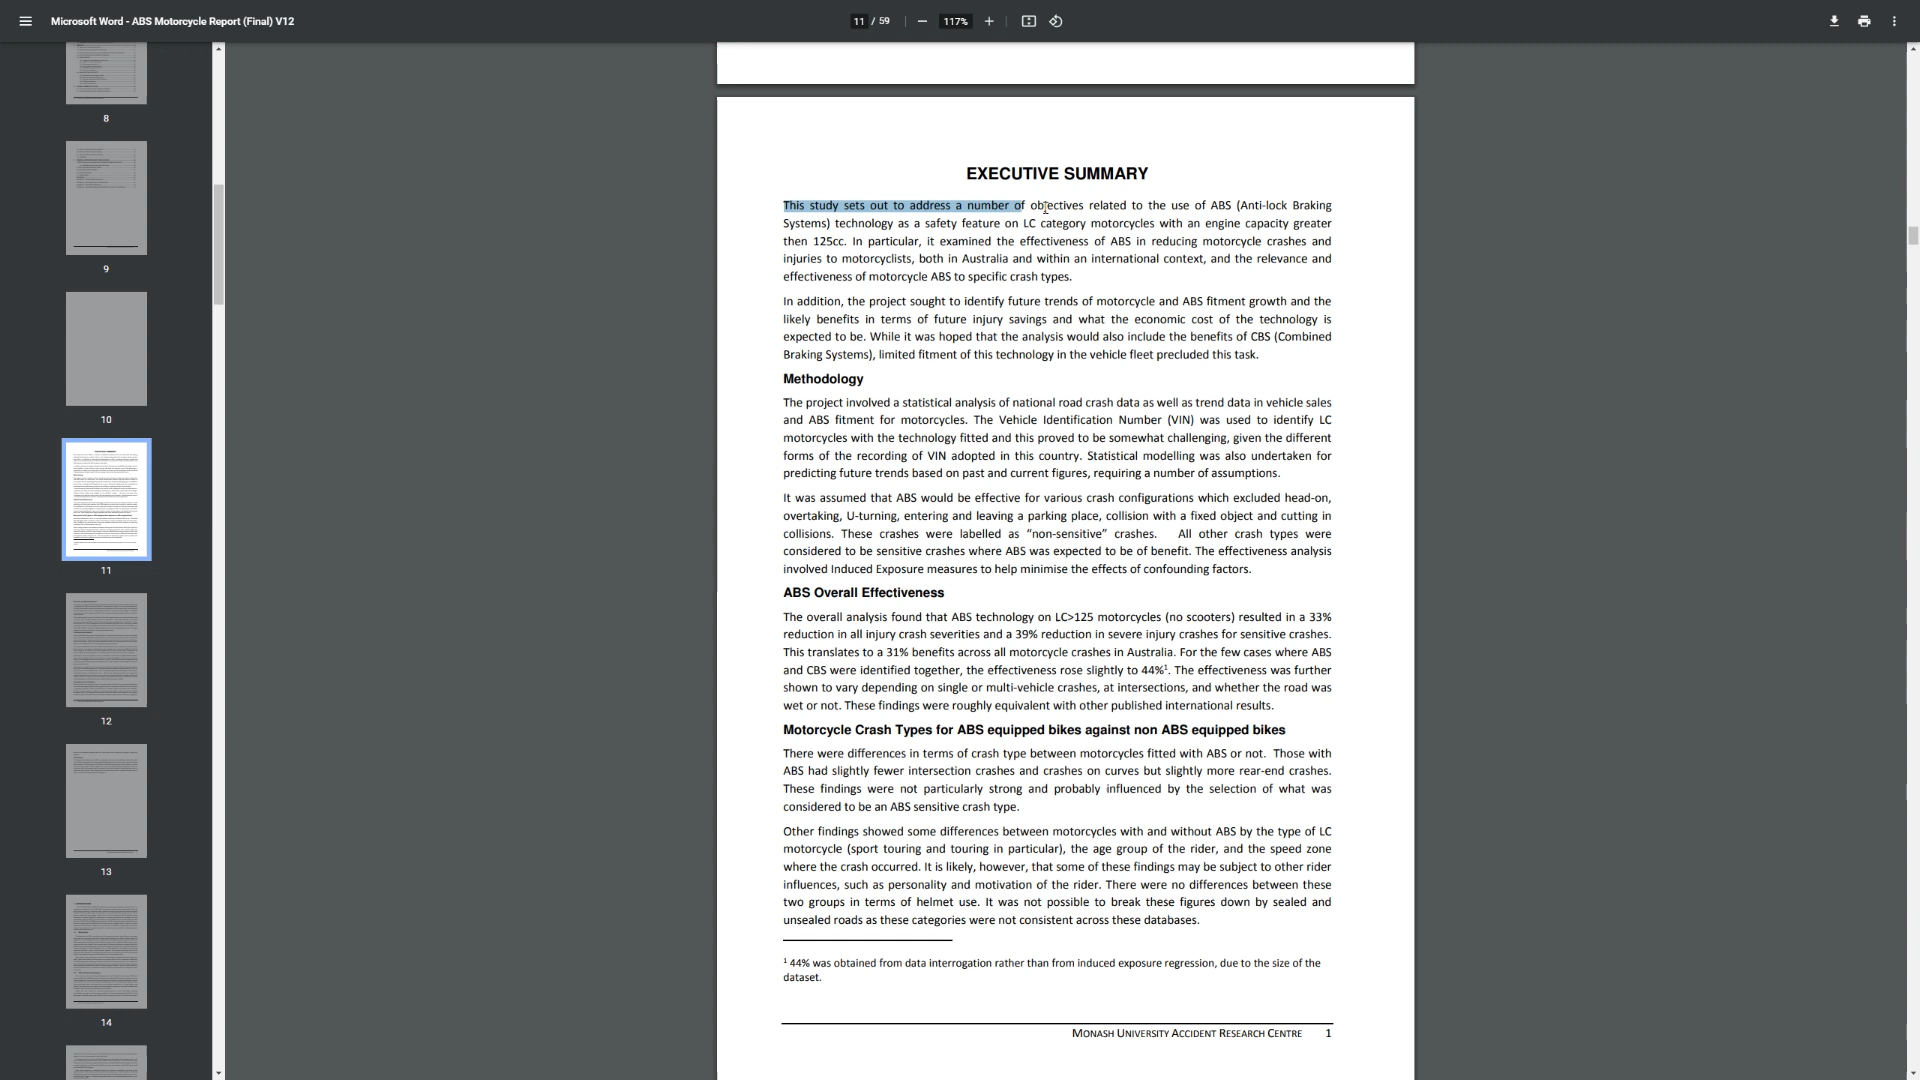 Microsoft Word - ABS Motorcycle Report (Final) V12
11 / 59
117%
8
9
10
11
12
13
14
EXECUTIVE SUMMARY
This study sets out to address a number of objectives related to the use of ABS (Anti-lock Braking
Systems) technology as a safety feature on LC category motorcycles with an engine capacity greater
then 125cc. In particular, it examined the effectiveness of ABS in reducing motorcycle crashes and
injuries to motorcyclists, both in Australia and within an international context, and the relevance and
effectiveness of motorcycle ABS to specific crash types.
In addition, the project sought to identify future trends of motorcycle and ABS fitment growth and the
likely benefits in terms of future injury savings and what the economic cost of the technology is
expected to be. While it was hoped that the analysis would also include the benefits of CBS (Combined
Braking Systems), limited fitment of this technology in the vehicle fleet precluded this task.
Methodology
The project involved a statistical analysis of national road crash data as well as trend data in vehicle sales
and ABS fitment for motorcycles. The Vehicle Identification Number (VIN) was used to identify LC
motorcycles with the technology fitted and this proved to be somewhat challenging, given the different
forms of the recording of VIN adopted in this country. Statistical modelling was also undertaken for
predicting future trends based on past and current figures, requiring a number of assumptions.
It was assumed that ABS would be effective for various crash configurations which excluded head-on,
overtaking, U-turning, entering and leaving a parking place, collision with a fixed object and cutting in
collisions. These crashes were labelled as “non-sensitive” crashes. All other crash types were
considered to be sensitive crashes where ABS was expected to be of benefit. The effectiveness analysis
involved Induced Exposure measures to help minimise the effects of confounding factors.
ABS Overall Effectiveness
The overall analysis found that ABS technology on LC>125 motorcycles (no scooters) resulted in a 33%
reduction in all injury crash severities and a 39% reduction in severe injury crashes for sensitive crashes.
This translates to a 31% benefits across all motorcycle crashes in Australia. For the few cases where ABS
and CBS were identified together, the effectiveness rose slightly to 44%¹. The effectiveness was further
shown to vary depending on single or multi-vehicle crashes, at intersections, and whether the road was
wet or not. These findings were roughly equivalent with other published international results.
Motorcycle Crash Types for ABS equipped bikes against non ABS equipped bikes
There were differences in terms of crash type between motorcycles fitted with ABS or not. Those with
ABS had slightly fewer intersection crashes and crashes on curves but slightly more rear-end crashes.
These findings were not particularly strong and probably influenced by the selection of what was
considered to be an ABS sensitive crash type.
Other findings showed some differences between motorcycles with and without ABS by the type of LC
motorcycle (sport touring and touring in particular), the age group of the rider, and the speed zone
where the crash occurred. It is likely, however, that some of these findings may be subject to other rider
influences, such as personality and motivation of the rider. There were no differences between these
two groups in terms of helmet use. It was not possible to break these figures down by sealed and
unsealed roads as these categories were not consistent across these databases.
¹ 44% was obtained from data interrogation rather than from induced exposure regression, due to the size of the
dataset.
MONASH UNIVERSITY ACCIDENT RESEARCH CENTRE 1